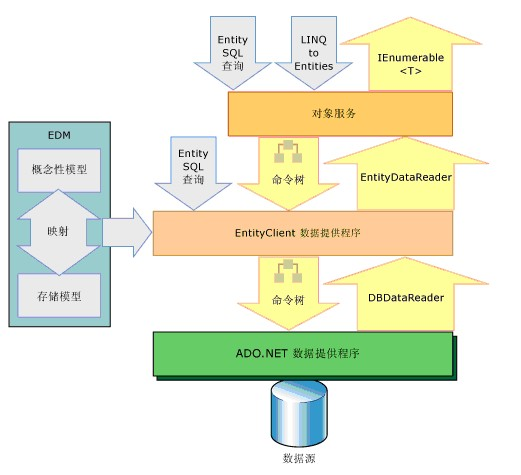 Entity
SQL
查询
LINQ
to
Entities
IEnumerable
<T>
对象服务
EDM
概念性模型
映射
存储模型
Entity
SQL
查询
命令树
EntityDataReader
EntityClient 数据提供程序
命令树
DBDataReader
ADO.NET 数据提供程序
数据源